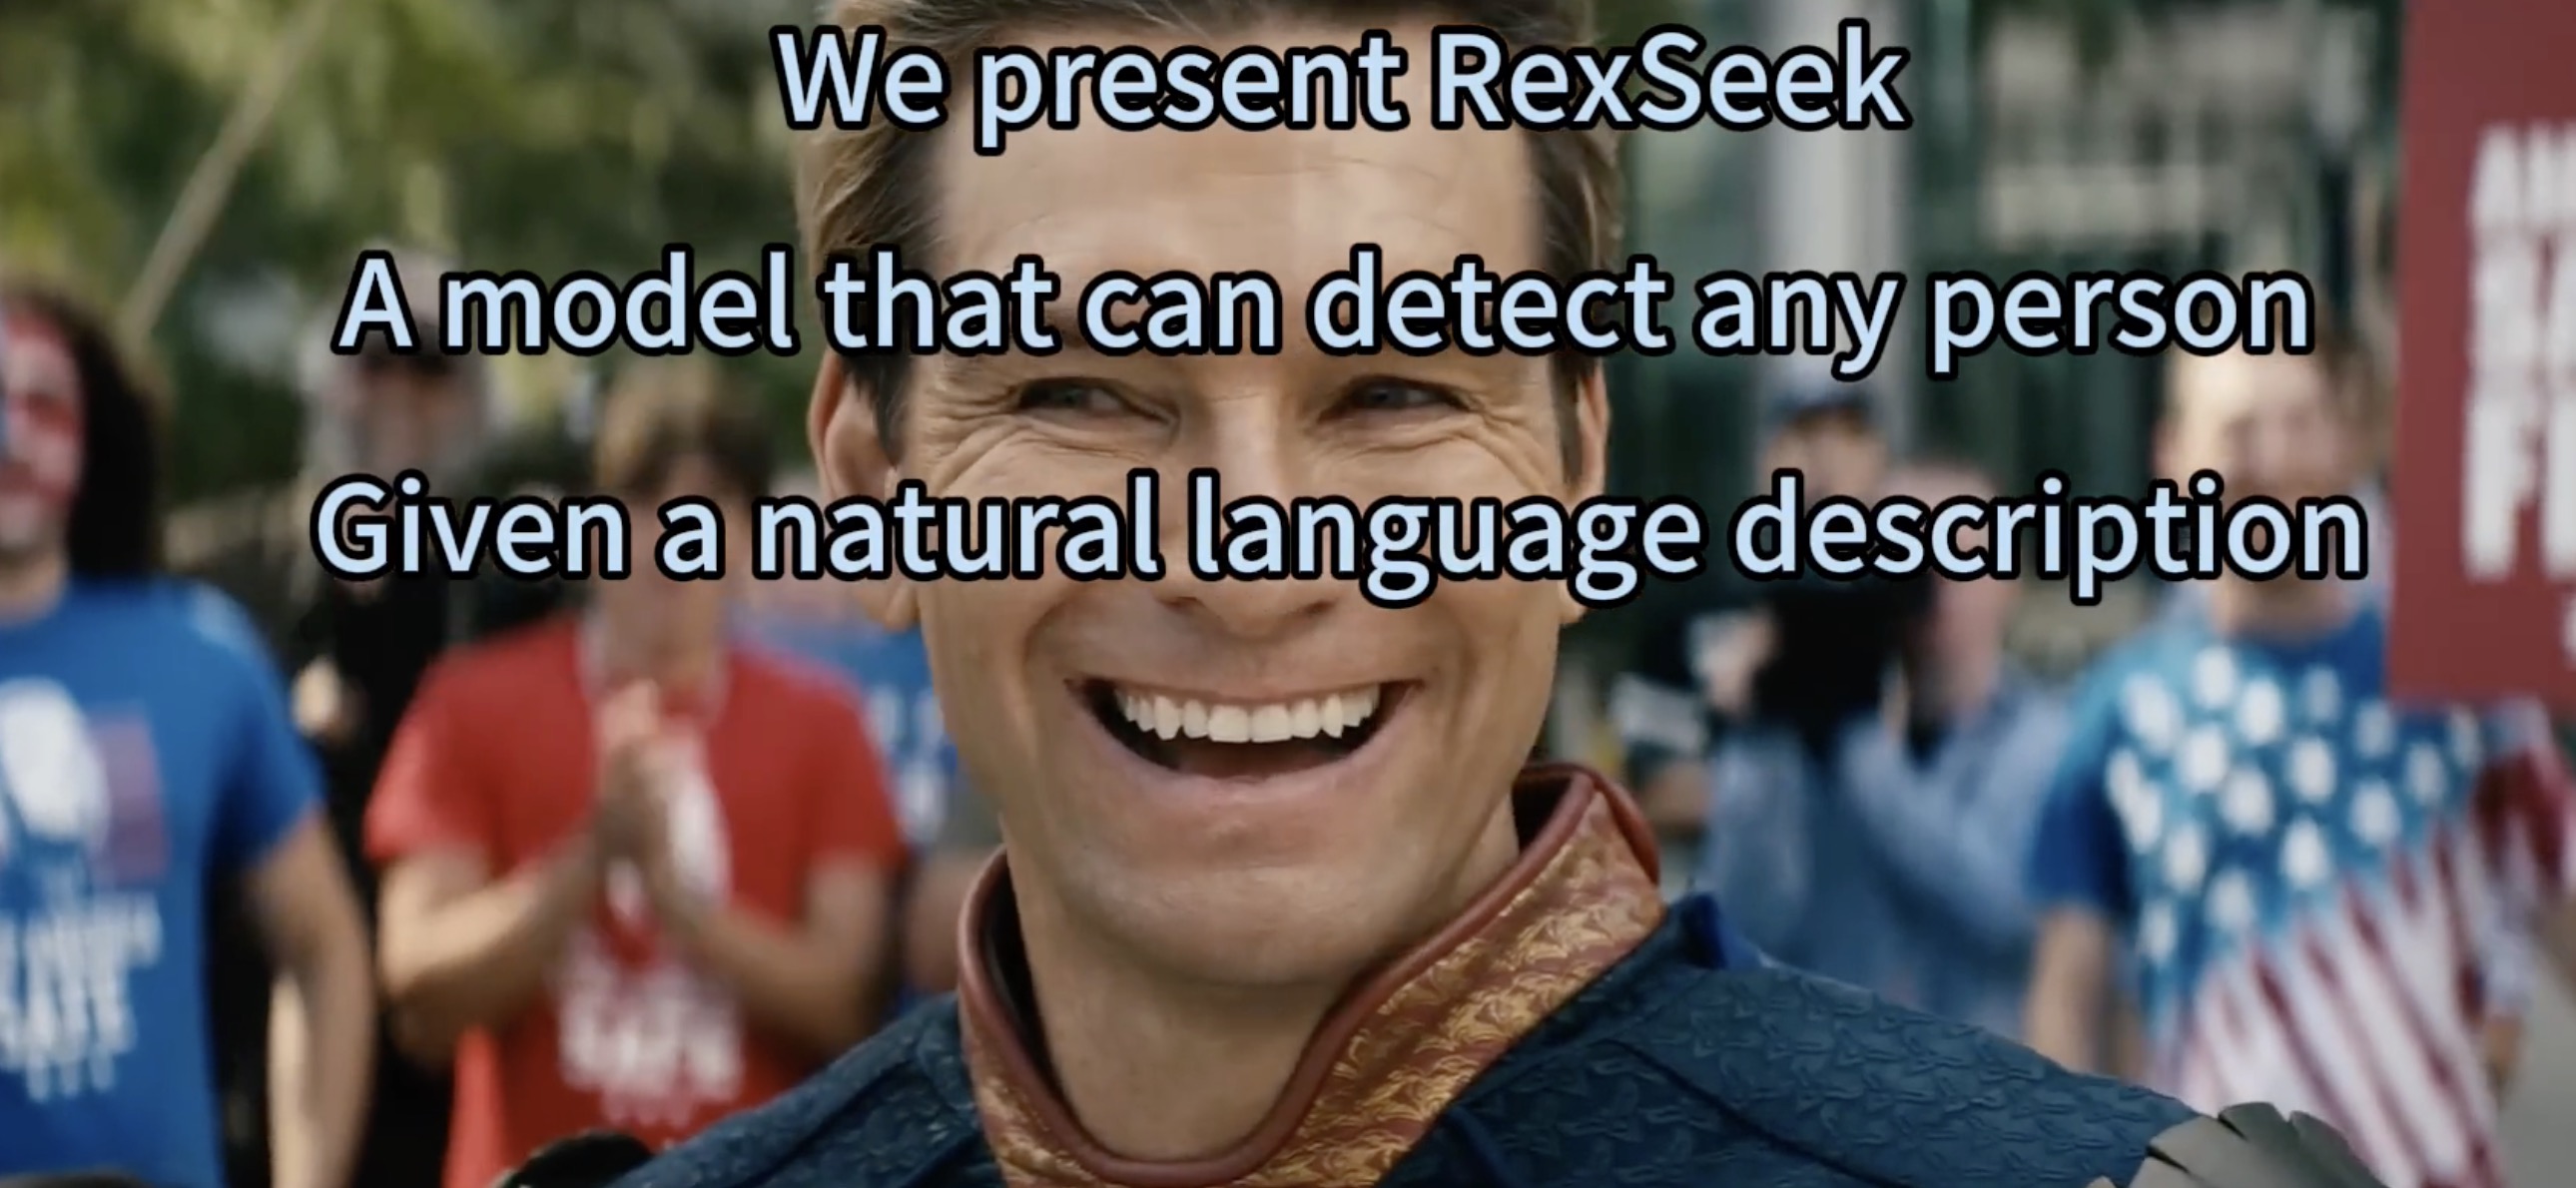 We present RexSeek
A model that can detect any person
Given a natural language description